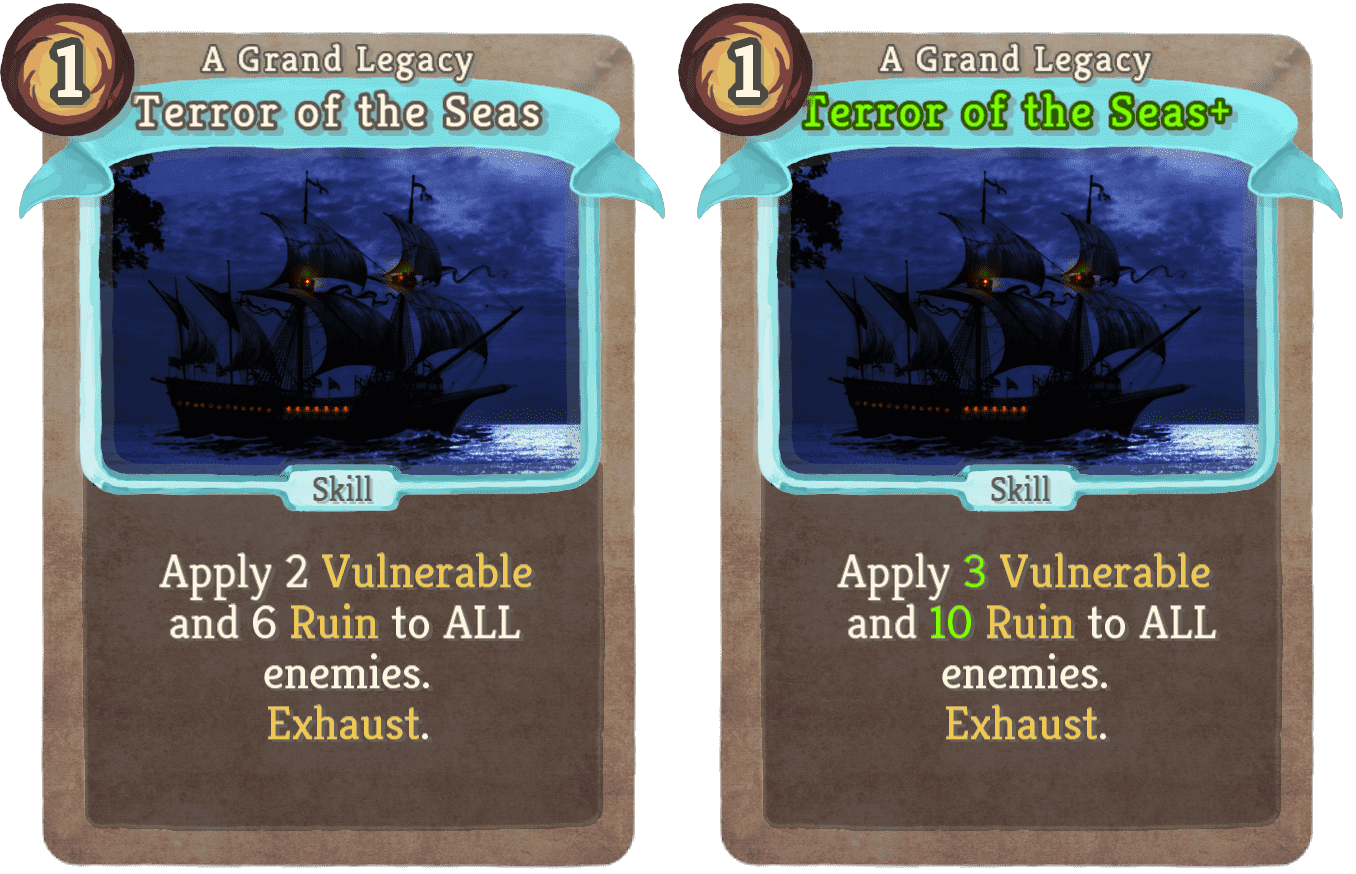 1
A Grand Legacy
Terror of the Seas
Skill
Apply 2 Vulnerable
and 6 Ruin to ALL
enemies.
Exhaust.
1
A Grand Legacy
Terror of the Seas+
Skill
Apply 3 Vulnerable
and 10 Ruin to ALL
enemies.
Exhaust.